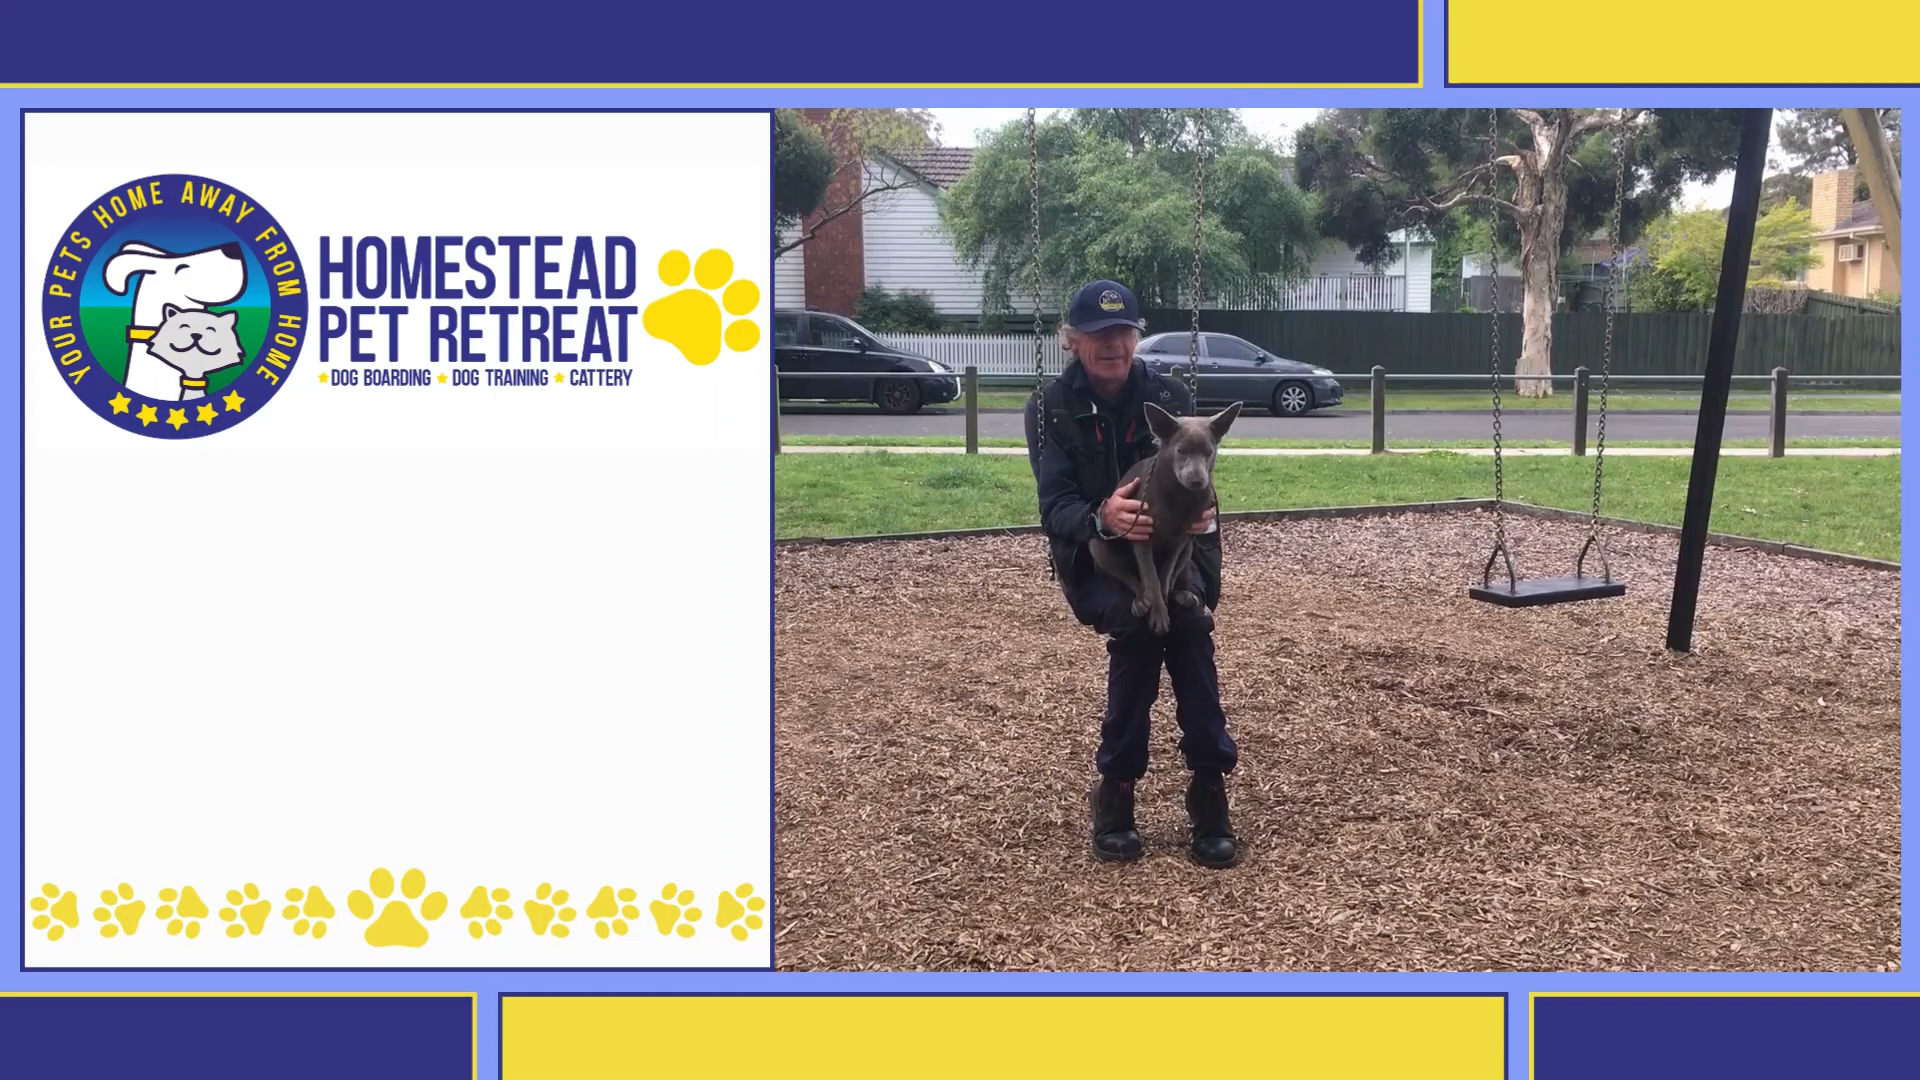 YOUR PETS HOME AWAY FROM HOME
HOMESTEAD
PET RETREAT
DOG BOARDING DOG TRAINING CATTERY